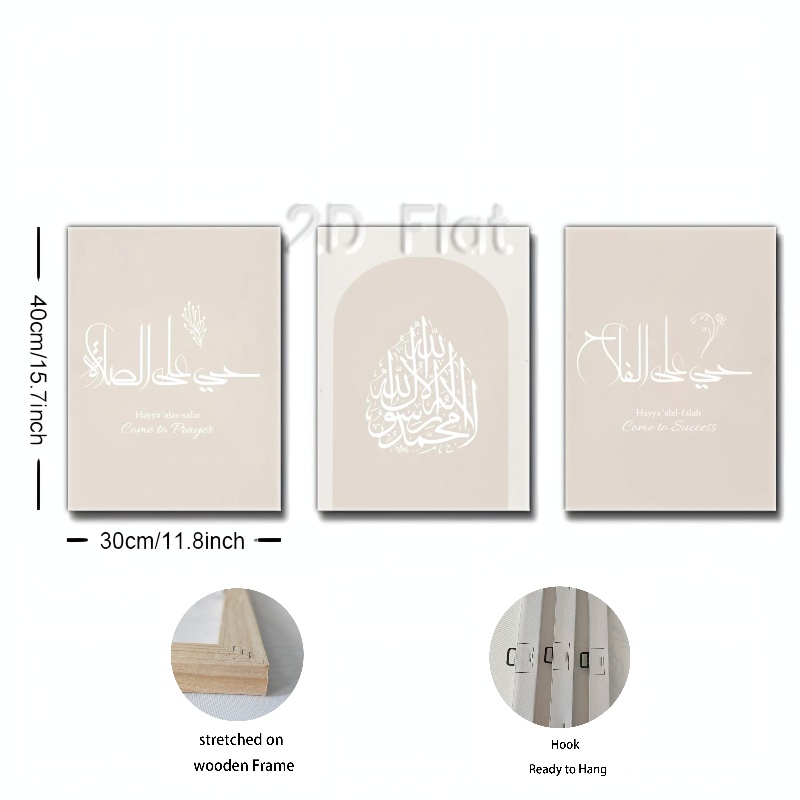 2D Flat
حي على الصلاة
Hayya 'alas-salat
Come to Prayer
لا إله إلا الله محمد رسول الله
حي على الفلاح
Hayya 'alal-falah
Come to Success
40cm/15.7inch
30cm/11.8inch
stretched on
wooden Frame
Hook
Ready to Hang